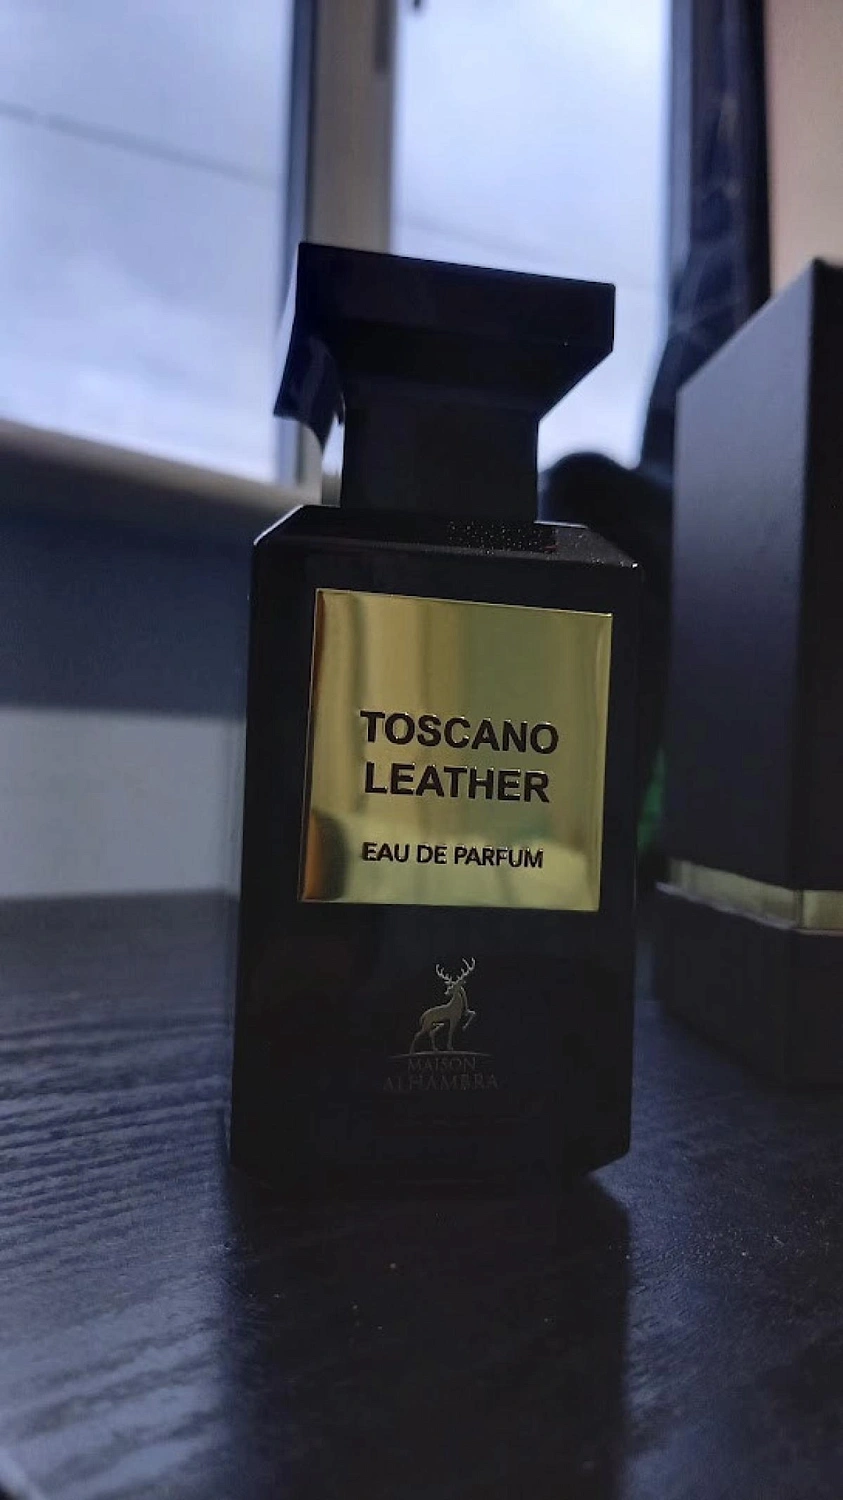 TOSCANO
LEATHER
EAU DE PARFUM
MAISON
ALHAMBRA